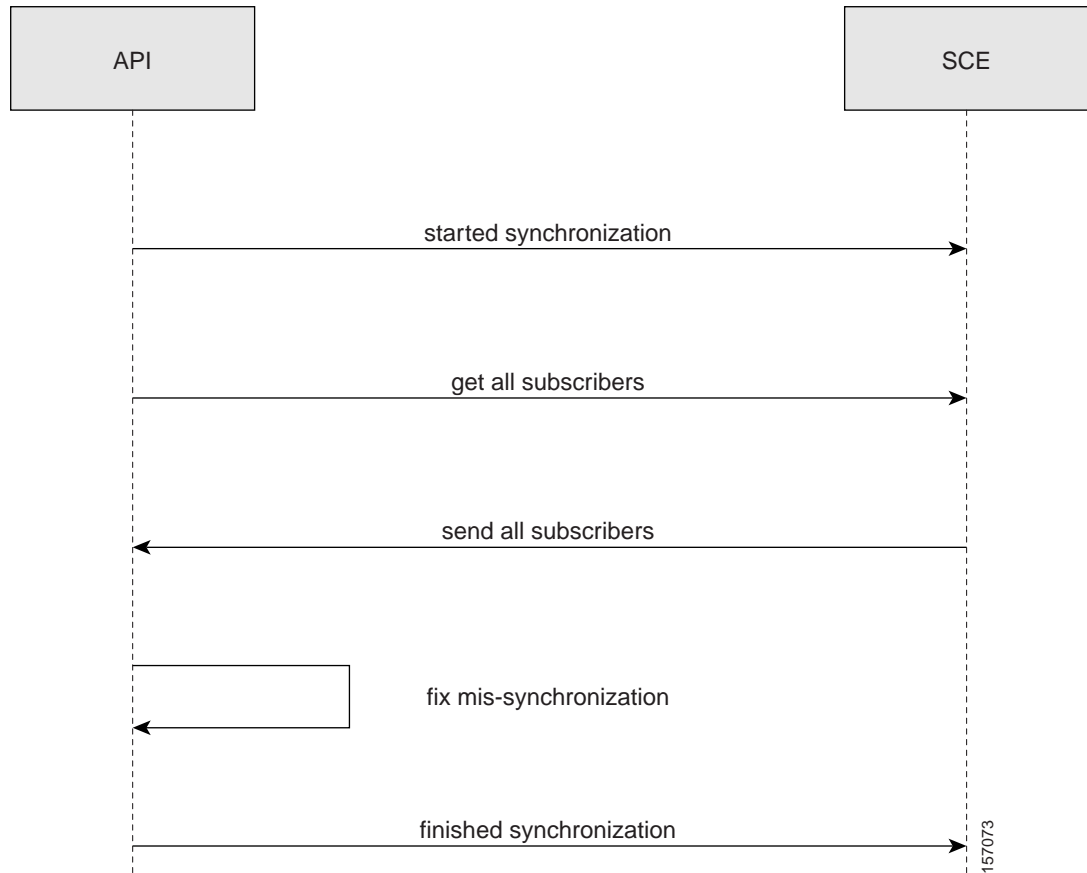 API
SCE
started synchronization
get all subscribers
send all subscribers
fix mis-synchronization
finished synchronization
157073